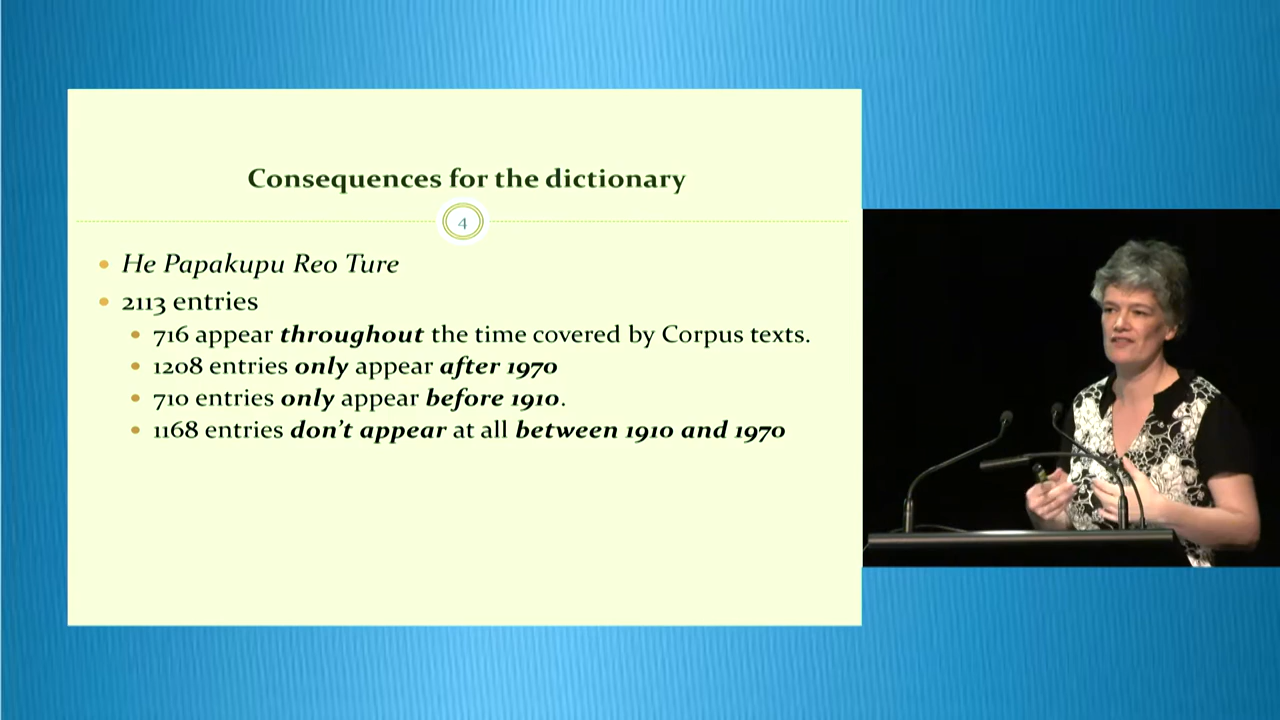 Consequences for the dictionary
4
He Papakupu Reo Ture
2113 entries
716 appear throughout the time covered by Corpus texts.
1208 entries only appear after 1970
710 entries only appear before 1910.
1168 entries don't appear at all between 1910 and 1970